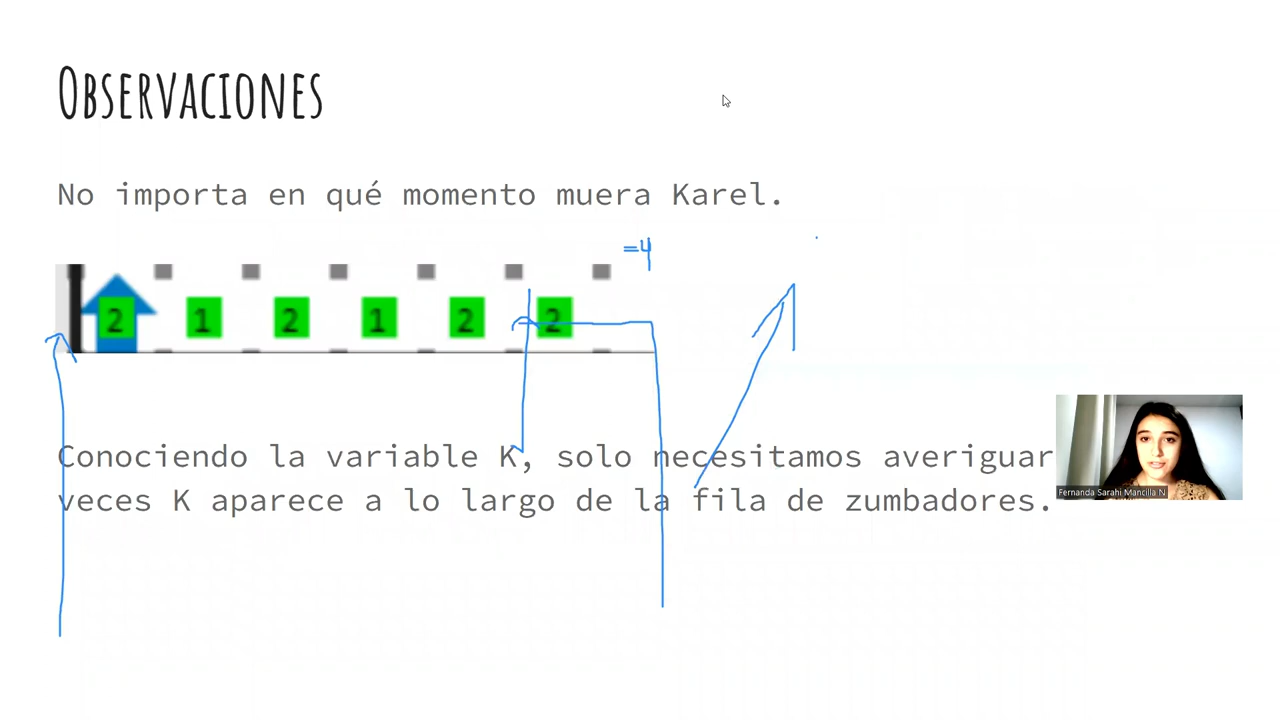 OBSERVACIONES
No importa en qué momento muera Karel.
=4
2 1 2 1 2 2
Conociendo la variable K, solo necesitamos averiguar
veces K aparece a lo largo de la fila de zumbadores.
Fernanda Sarahi Mancilla N